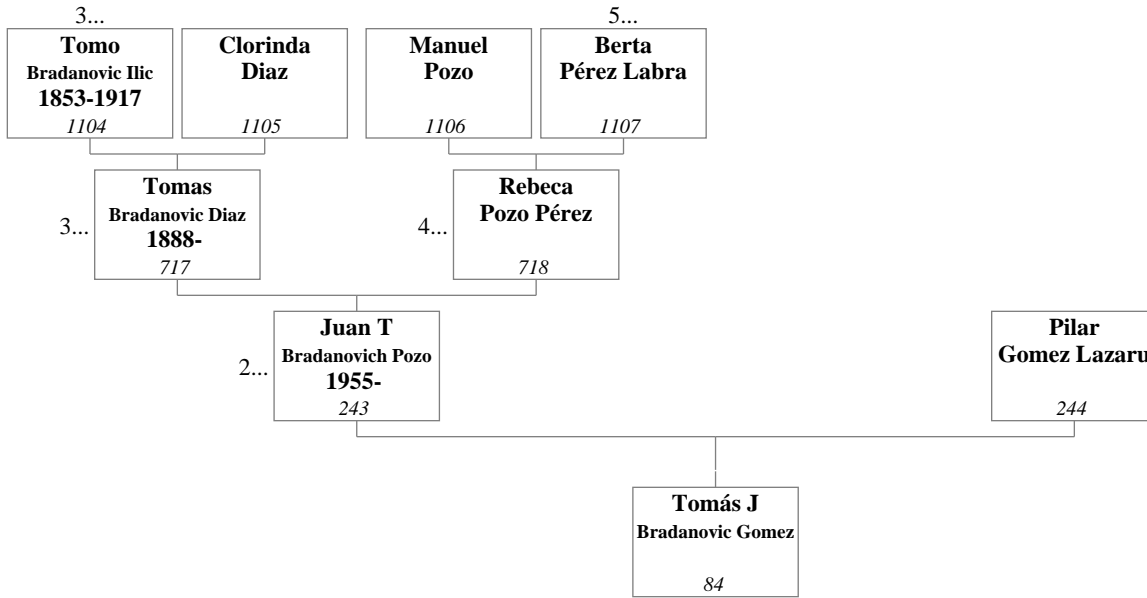 3...
5...
Tomo
Bradanovic Ilic
1853-1917
1104
Clorinda
Diaz
1105
Manuel
Pozo
1106
Berta
Pérez Labra
1107
3...
Tomas
Bradanovic Diaz
1888-
717
4...
Rebeca
Pozo Pérez
718
2...
Juan T
Bradanovich Pozo
1955-
243
Pilar
Gomez Lazaru
244
Tomás J
Bradanovic Gomez
84